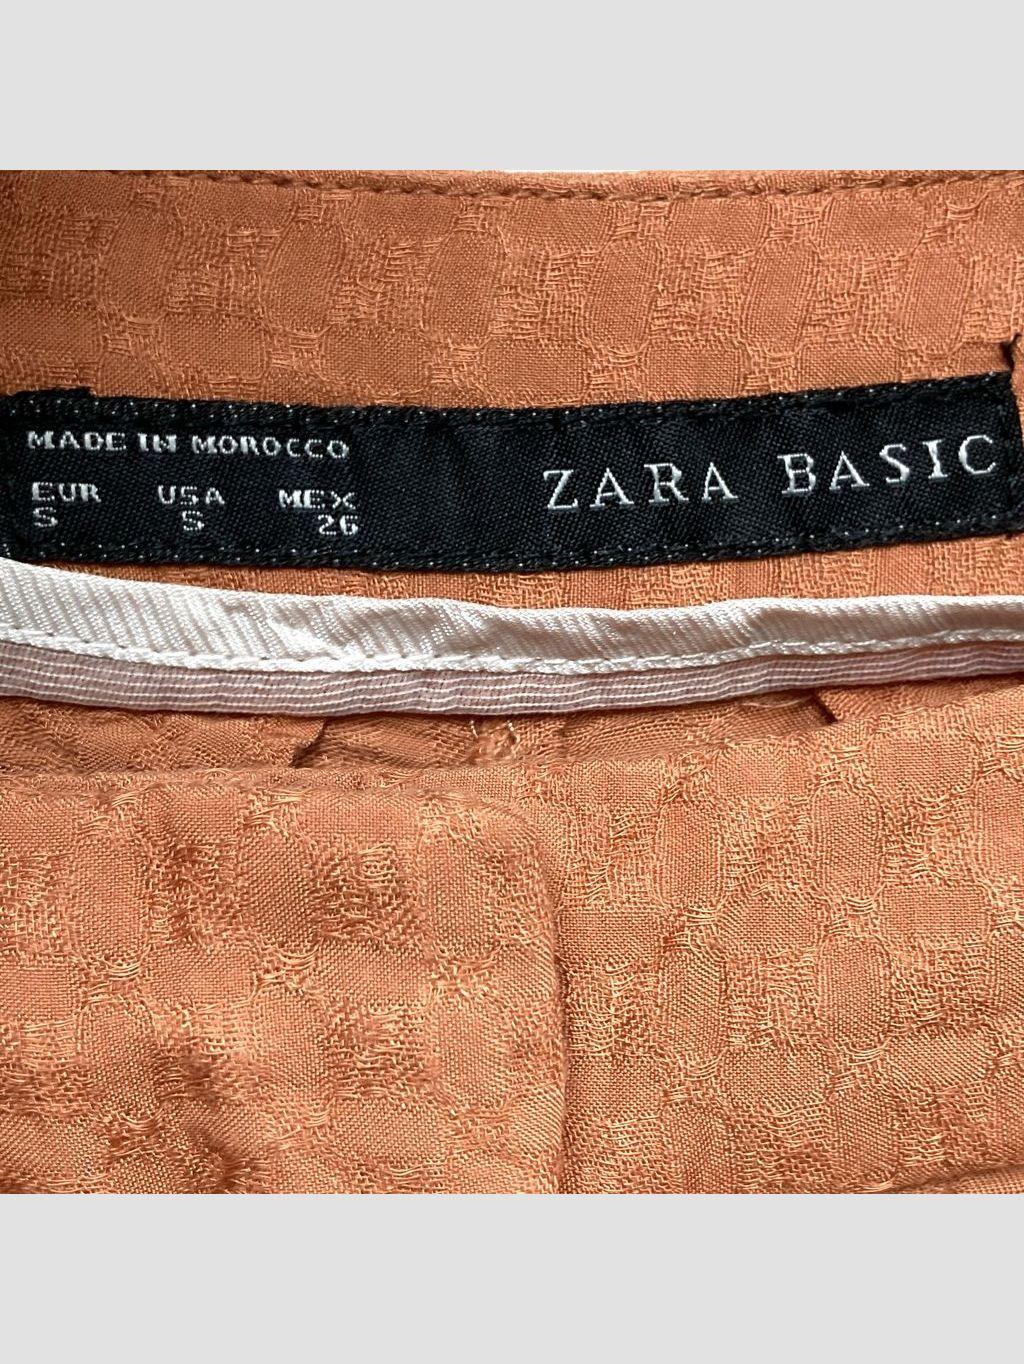 MADE IN MOROCCO
EUR USA MEX
S S 26
ZARA BASIC